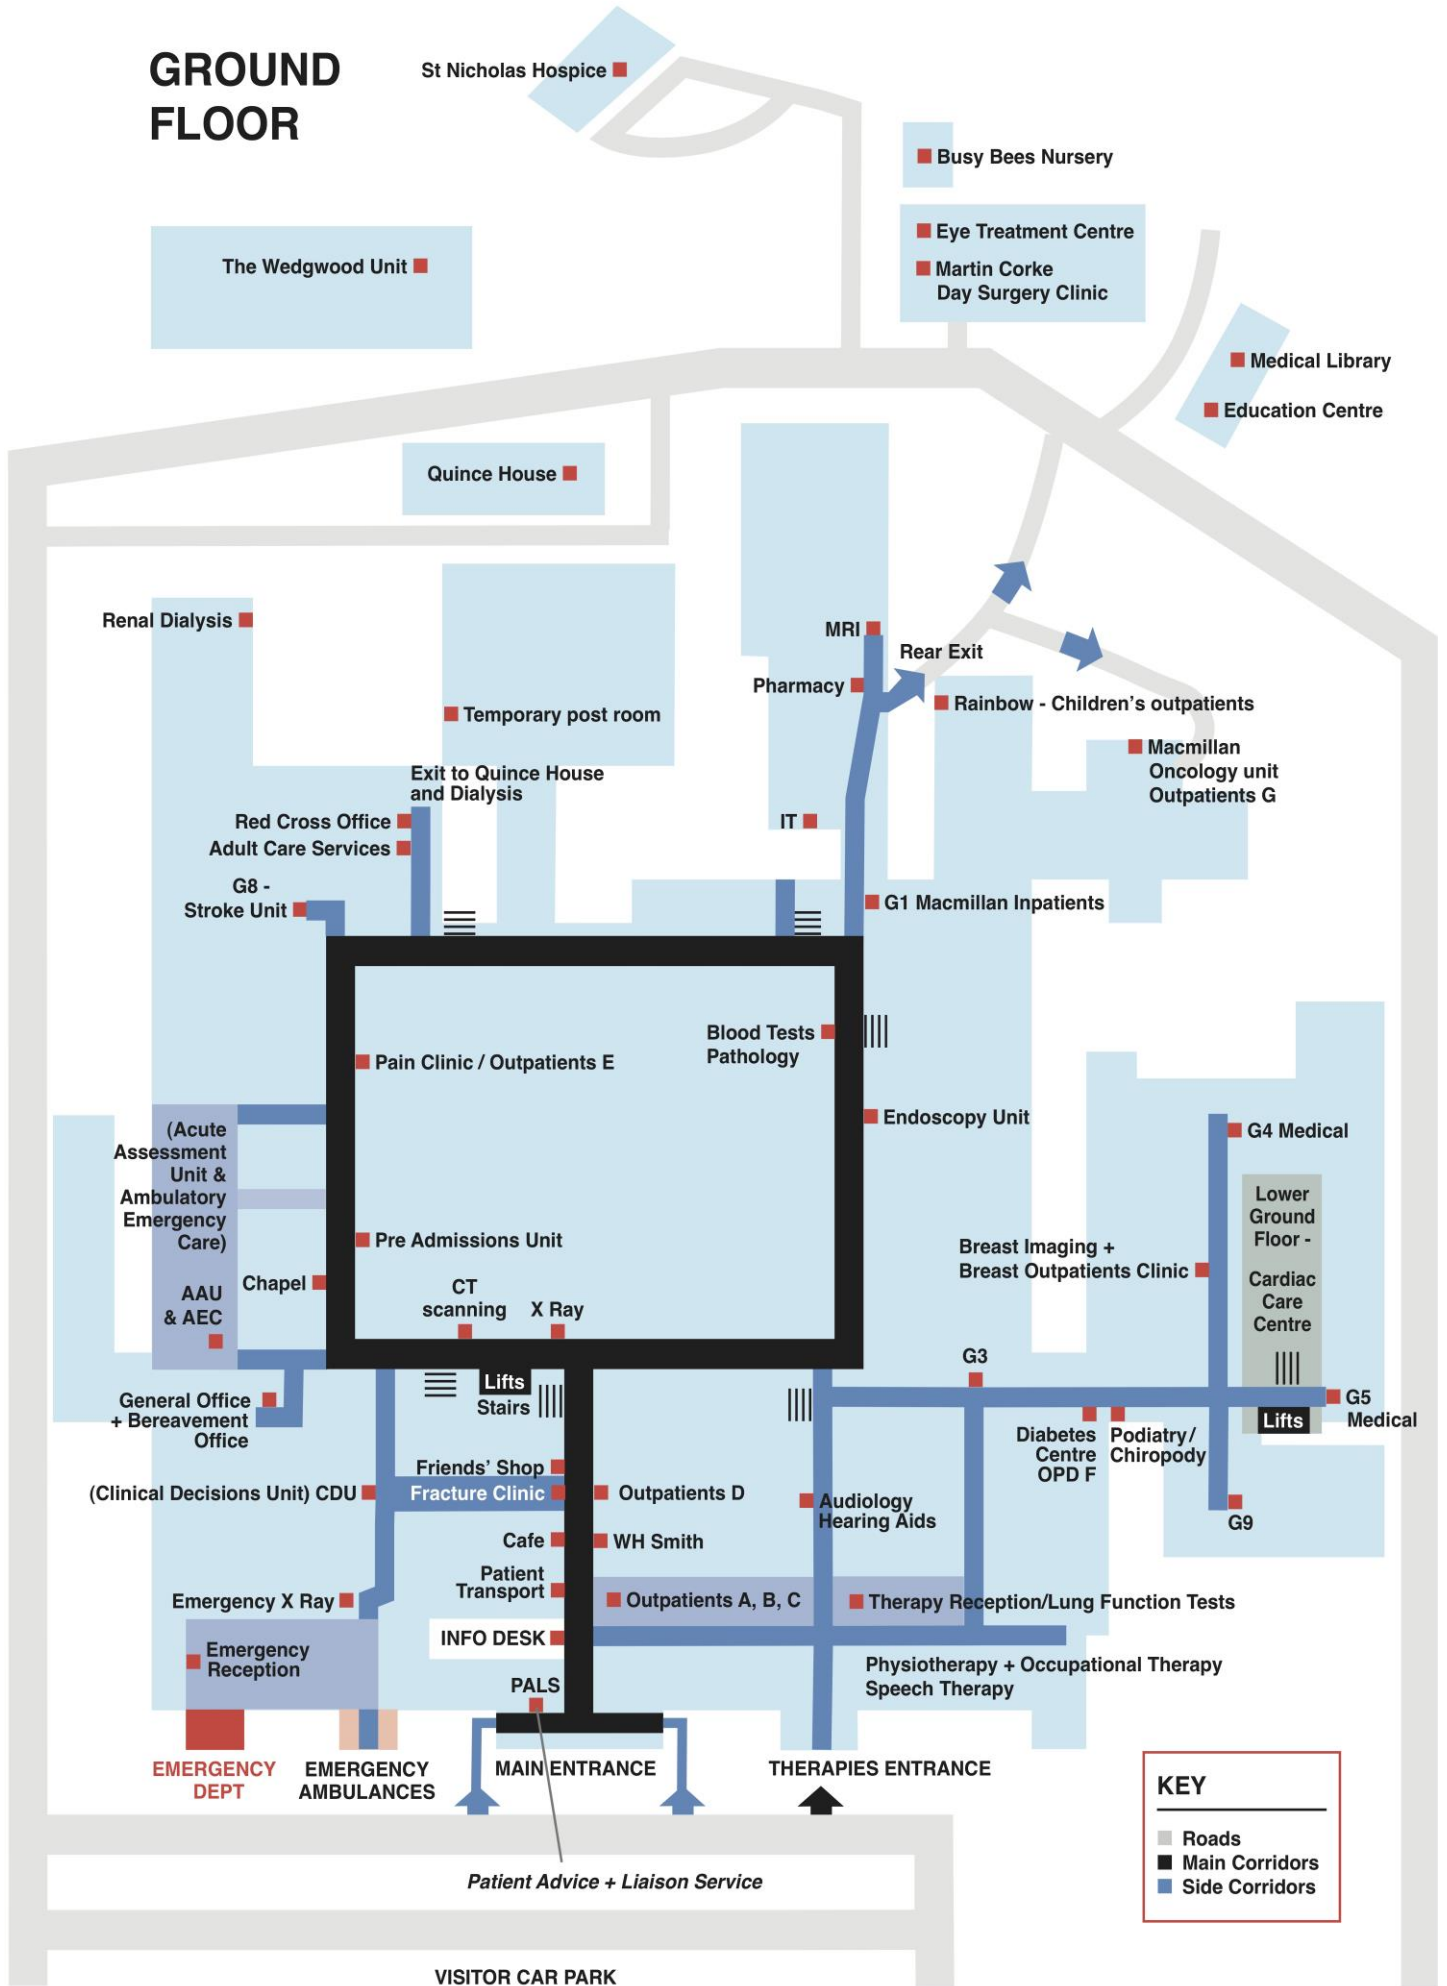 GROUND
FLOOR
St Nicholas Hospice
Busy Bees Nursery
Eye Treatment Centre
Martin Corke
Day Surgery Clinic
The Wedgwood Unit
Medical Library
Education Centre
Quince House
Renal Dialysis
MRI
Rear Exit
Pharmacy
Rainbow - Children's outpatients
Temporary post room
Macmillan
Oncology unit
Outpatients G
Exit to Quince House
and Dialysis
Red Cross Office
IT
Adult Care Services
G8 -
Stroke Unit
G1 Macmillan Inpatients
Blood Tests
Pathology
Pain Clinic / Outpatients E
Endoscopy Unit
(Acute
Assessment
Unit &
Ambulatory
Emergency
Care)
G4 Medical
Lower
Ground
Floor -
Cardiac
Care
Centre
Pre Admissions Unit
Breast Imaging +
Breast Outpatients Clinic
Chapel
AAU
& AEC
CT
scanning
X Ray
G3
Lifts
Stairs
General Office
+ Bereavement
Office
G5
Medical
Lifts
Diabetes
Centre
OPD F
Podiatry/
Chiropody
Friends' Shop
(Clinical Decisions Unit) CDU
Fracture Clinic
Outpatients D
Audiology
Hearing Aids
G9
Cafe
WH Smith
Patient
Transport
Emergency X Ray
Outpatients A, B, C
Therapy Reception/Lung Function Tests
INFO DESK
Emergency
Reception
Physiotherapy + Occupational Therapy
Speech Therapy
PALS
EMERGENCY
DEPT
EMERGENCY
AMBULANCES
MAIN ENTRANCE
THERAPIES ENTRANCE
KEY
Roads
Main Corridors
Side Corridors
Patient Advice + Liaison Service
VISITOR CAR PARK